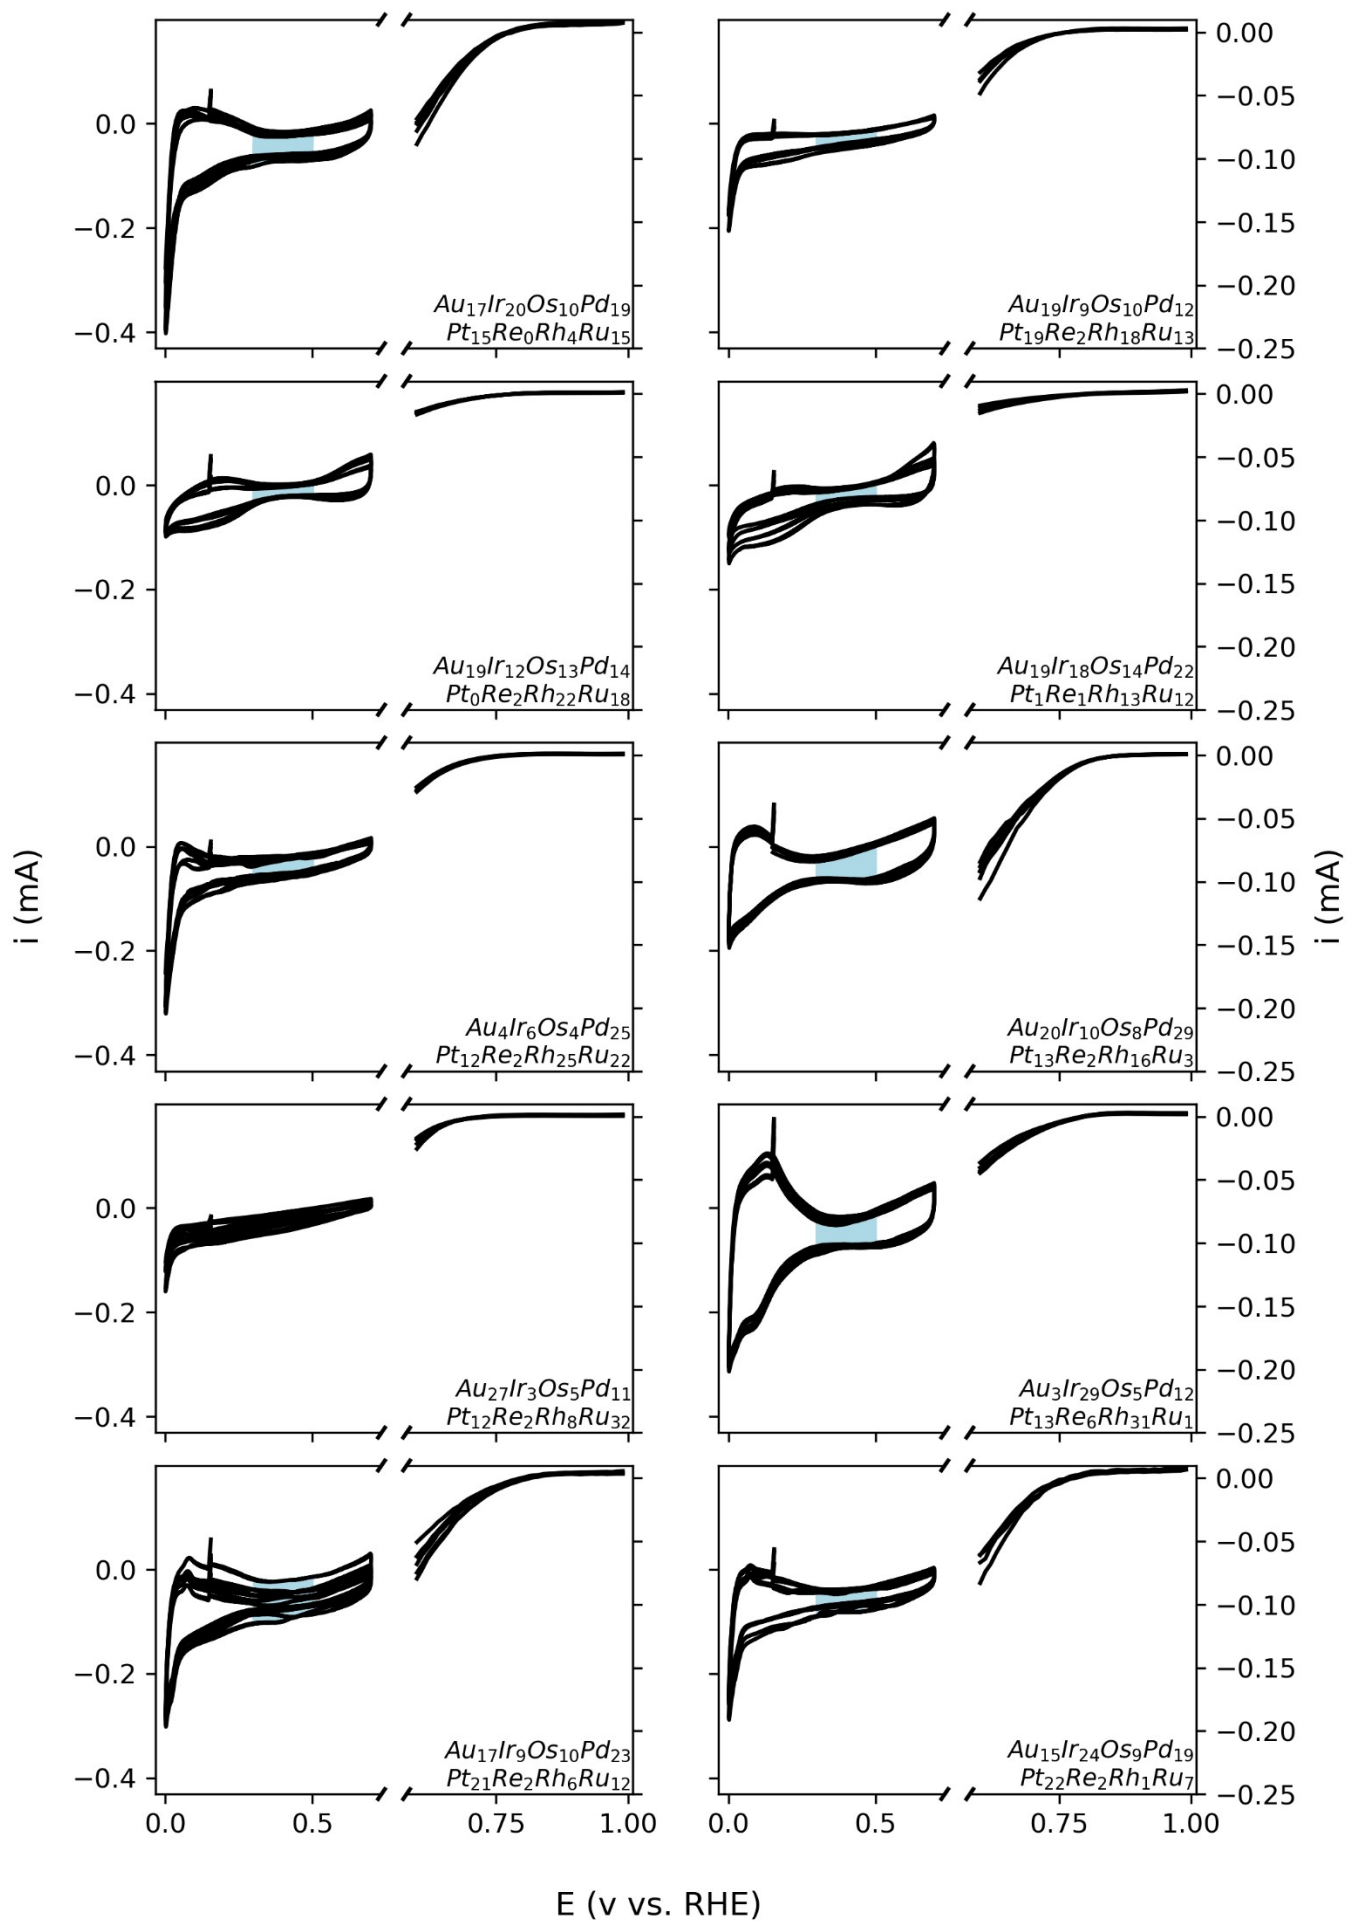 0.0
−0.2
−0.4
Au₁₇Ir₂₀Os₁₀Pd₁₉
Pt₁₅Re₀Rh₄Ru₁₅
Au₁₉Ir₉Os₁₀Pd₁₂
Pt₁₉Re₂Rh₁₈Ru₁₃
0.00
−0.05
−0.10
−0.15
−0.20
−0.25
0.0
−0.2
−0.4
Au₁₉Ir₁₂Os₁₃Pd₁₄
Pt₀Re₂Rh₂₂Ru₁₈
Au₁₉Ir₁₈Os₁₄Pd₂₂
Pt₁Re₁Rh₁₃Ru₁₂
0.00
−0.05
−0.10
−0.15
−0.20
−0.25
i (mA)
0.0
−0.2
−0.4
Au₄Ir₆Os₄Pd₂₅
Pt₁₂Re₂Rh₂₅Ru₂₂
Au₂₀Ir₁₀Os₈Pd₂₉
Pt₁₃Re₂Rh₁₆Ru₃
0.00
−0.05
−0.10
−0.15
−0.20
−0.25
i (mA)
0.0
−0.2
−0.4
Au₂₇Ir₃Os₅Pd₁₁
Pt₁₂Re₂Rh₈Ru₃₂
Au₃Ir₂₉Os₅Pd₁₂
Pt₁₃Re₆Rh₃₁Ru₁
0.00
−0.05
−0.10
−0.15
−0.20
−0.25
0.0
−0.2
−0.4
Au₁₇Ir₉Os₁₀Pd₂₃
Pt₂₁Re₂Rh₆Ru₁₂
Au₁₅Ir₂₄Os₉Pd₁₉
Pt₂₂Re₂Rh₁Ru₇
0.00
−0.05
−0.10
−0.15
−0.20
−0.25
0.0 0.5 0.75 1.00 0.0 0.5 0.75 1.00
E (v vs. RHE)